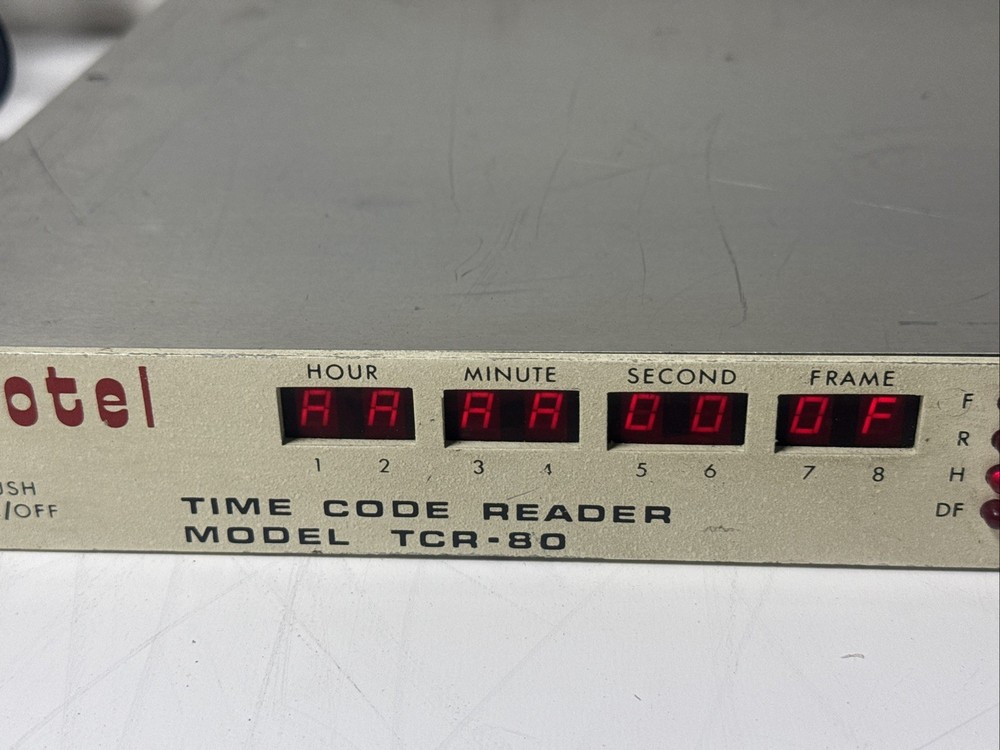 otel
HOUR MINUTE SECOND FRAME
AA AA 00 0F
1 2 3 4 5 6 7 8
F
R
H
DF
USH
/OFF
TIME CODE READER
MODEL TCR-80